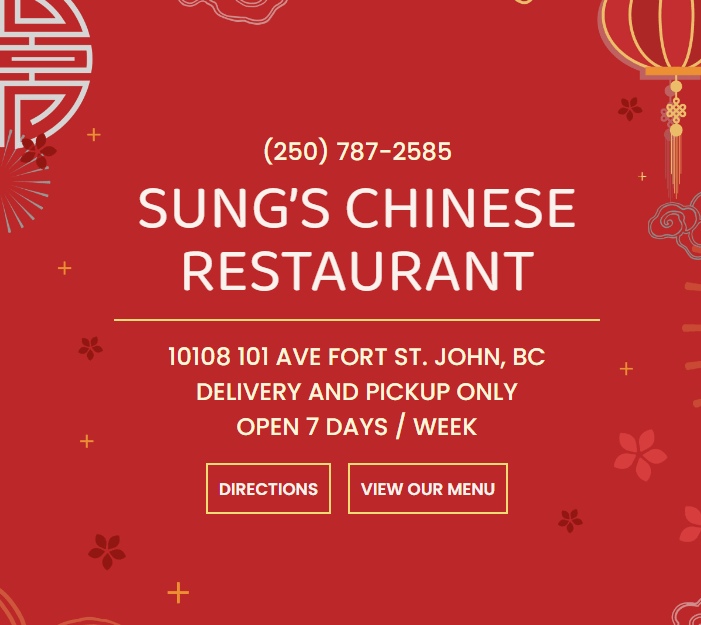 (250) 787-2585
SUNG'S CHINESE
RESTAURANT
10108 101 AVE FORT ST. JOHN, BC
DELIVERY AND PICKUP ONLY
OPEN 7 DAYS / WEEK
DIRECTIONS
VIEW OUR MENU